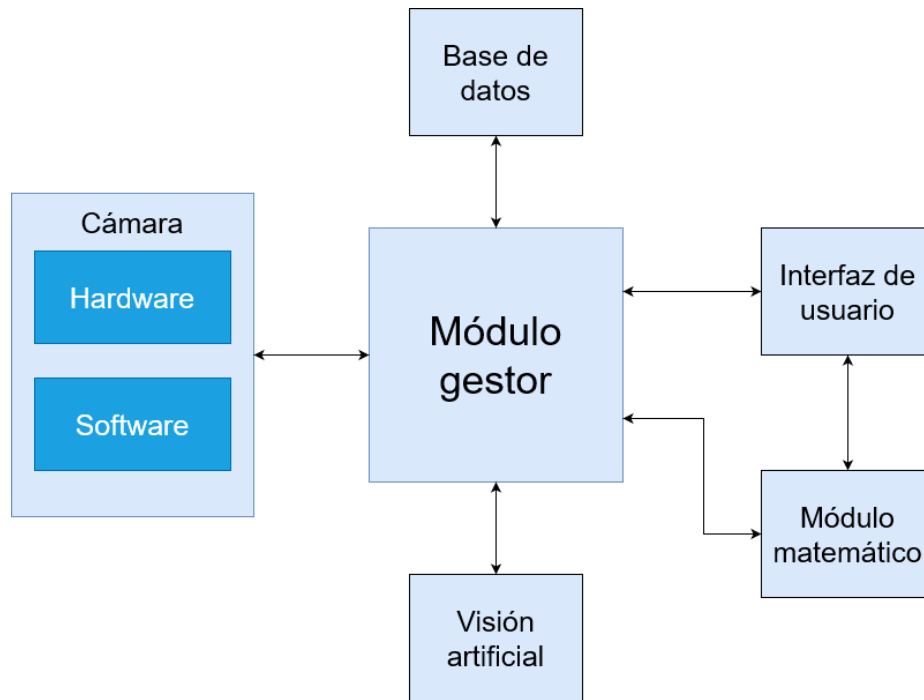 Base de
datos
Cámara
Hardware
Software
Módulo
gestor
Interfaz de
usuario
Módulo
matemático
Visión
artificial